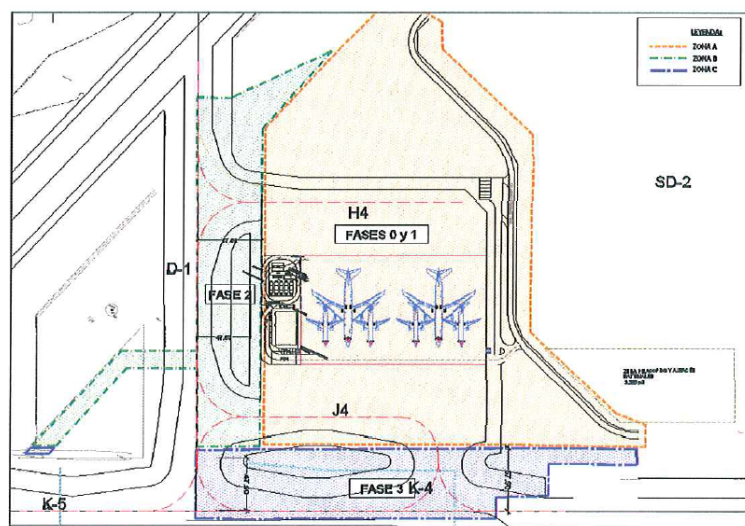 LEYENDA:
ZONA A
ZONA B
ZONA C
SD-2
H4
FASES 0 y 1
D-1
FASE 2
J4
FASE 3
K-4
K-5